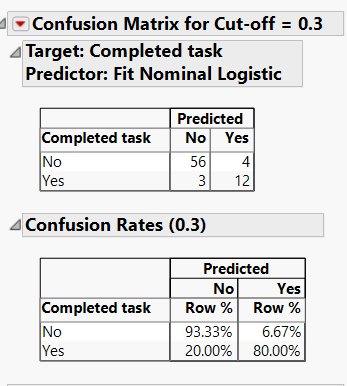 Confusion Matrix for Cut-off = 0.3
Target: Completed task
Predictor: Fit Nominal Logistic
Predicted
Completed task No Yes
No 56 4
Yes 3 12
Confusion Rates (0.3)
Predicted
No Yes
Completed task Row % Row %
No 93.33% 6.67%
Yes 20.00% 80.00%